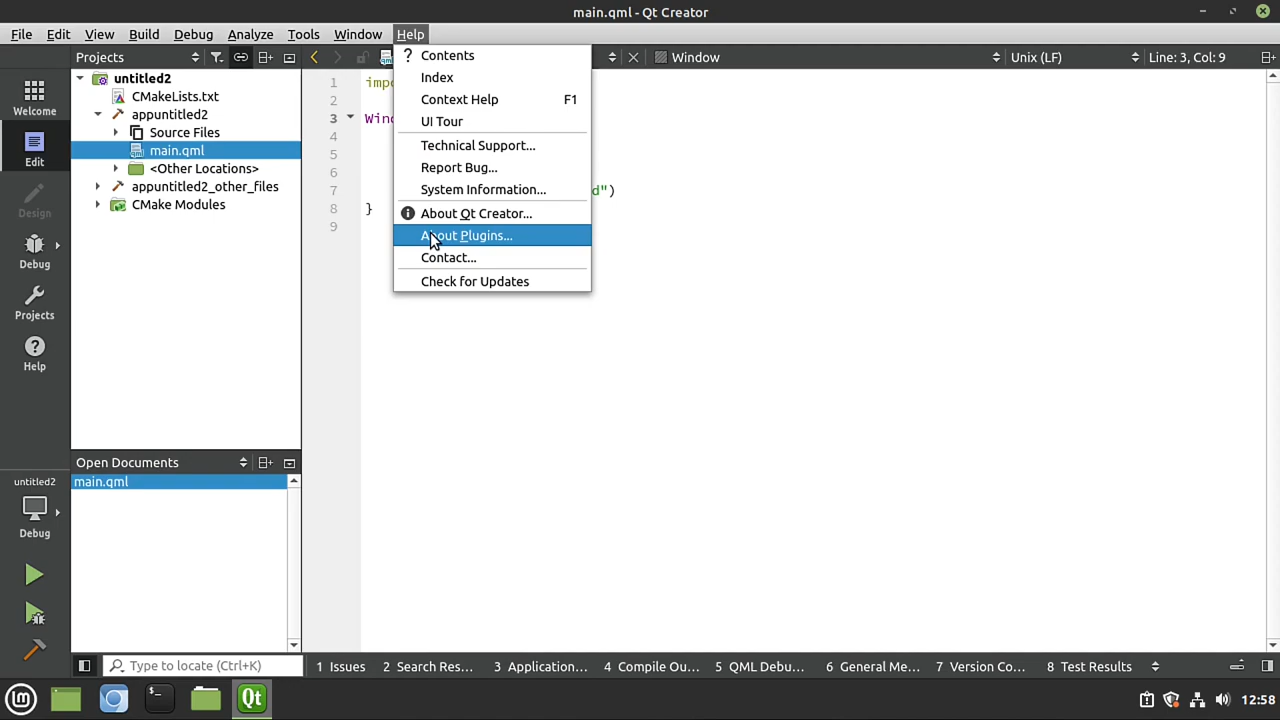 main.qml - Qt Creator
File Edit View Build Debug Analyze Tools Window Help
Projects
Window
Unix (LF)
Line: 3, Col: 9
Welcome
Edit
Design
Debug
Projects
Help
untitled2
CMakeLists.txt
appuntitled2
Source Files
main.qml
<Other Locations>
appuntitled2_other_files
CMake Modules
1
2
3
4
5
6
7
8 }
9
d")
? Contents
Index
Context Help F1
UI Tour
Technical Support...
Report Bug...
System Information...
About Qt Creator...
About Plugins...
Contact...
Check for Updates
Open Documents
main.qml
untitled2
Debug
Type to locate (Ctrl+K)
1 Issues
2 Search Res...
3 Application...
4 Compile Ou...
5 QML Debu...
6 General Me...
7 Version Co...
8 Test Results
Qt
12:58